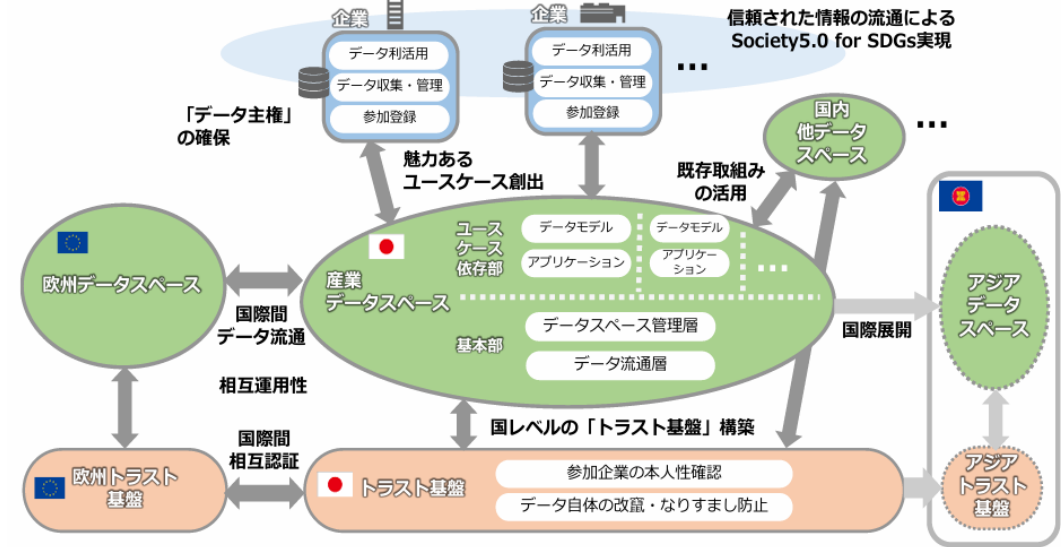 企業
企業
信頼された情報の流通による
Society5.0 for SDGs実現
データ利活用
データ収集・管理
参加登録
データ利活用
データ収集・管理
参加登録
...
「データ主権」
の確保
国内
他データ
スペース
...
魅力ある
ユースケース創出
既存取組み
の活用
欧州データスペース
国際間
データ流通
産業
データスペース
ユース
ケース
依存部
データモデル
アプリケーション
データモデル
アプリケー
ション
...
基本部
データスペース管理層
データ流通層
国際展開
アジア
データ
スペース
相互運用性
国レベルの「トラスト基盤」構築
欧州トラスト
基盤
国際間
相互認証
トラスト基盤
参加企業の本人性確認
データ自体の改竄・なりすまし防止
アジア
トラスト
基盤